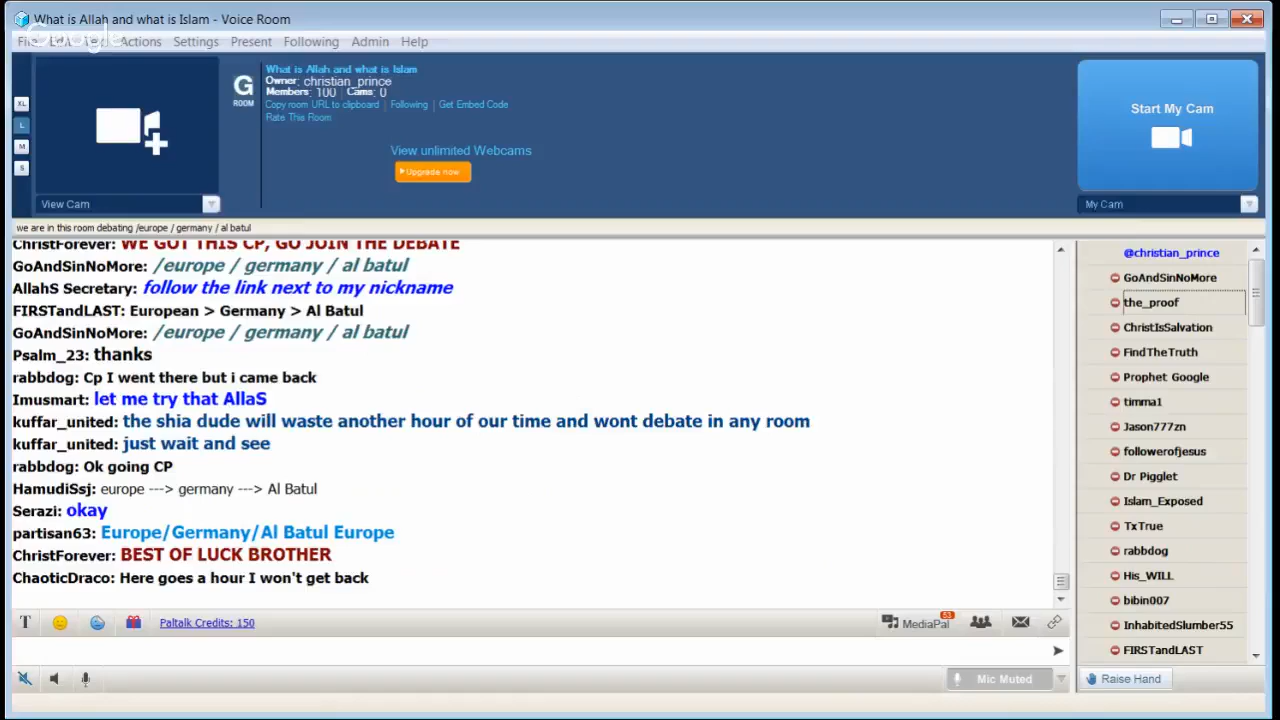 What is Allah and what is Islam - Voice Room
Google
Actions Settings Present Following Admin Help
XL
L
M
S
View Cam
G
ROOM
What is Allah and what is Islam
Owner: christian_prince
Members: 100 | Cams: 0
Copy room URL to clipboard | Following | Get Embed Code
Rate This Room
View unlimited Webcams
Upgrade now
Start My Cam
My Cam
we are in this room debating /europe / germany / al batul
ChristForever: WE GOT THIS CP, GO JOIN THE DEBATE
GoAndSinNoMore: /europe / germany / al batul
AllahS Secretary: follow the link next to my nickname
FIRSTandLAST: European > Germany > Al Batul
GoAndSinNoMore: /europe / germany / al batul
Psalm_23: thanks
rabbdog: Cp I went there but i came back
Imusmart: let me try that AllaS
kuffar_united: the shia dude will waste another hour of our time and wont debate in any room
kuffar_united: just wait and see
rabbdog: Ok going CP
HamudiSsj: europe ---> germany ---> Al Batul
Serazi: okay
partisan63: Europe/Germany/Al Batul Europe
ChristForever: BEST OF LUCK BROTHER
ChaoticDraco: Here goes a hour I won't get back
@christian_prince
GoAndSinNoMore
the_proof
ChristIsSalvation
FindTheTruth
Prophet Google
timma1
Jason777zn
followerofjesus
Dr Pigglet
Islam_Exposed
TxTrue
rabbdog
His_WILL
bibin007
InhabitedSlumber55
FIRSTandLAST
T
Paltalk Credits: 150
MediaPal
53
Mic Muted
Raise Hand